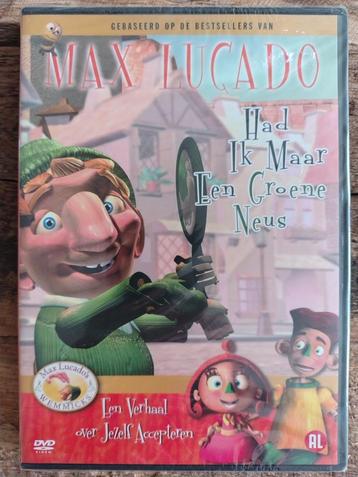 GEBASEERD OP DE BESTSELLERS VAN
MAX LUCADO
Had
Ik Maar
Een Groene
Neus
Max Lucado's
WEMMICKS
Een Verhaal
over Jezelf Accepteren
DVD
VIDEO
AL